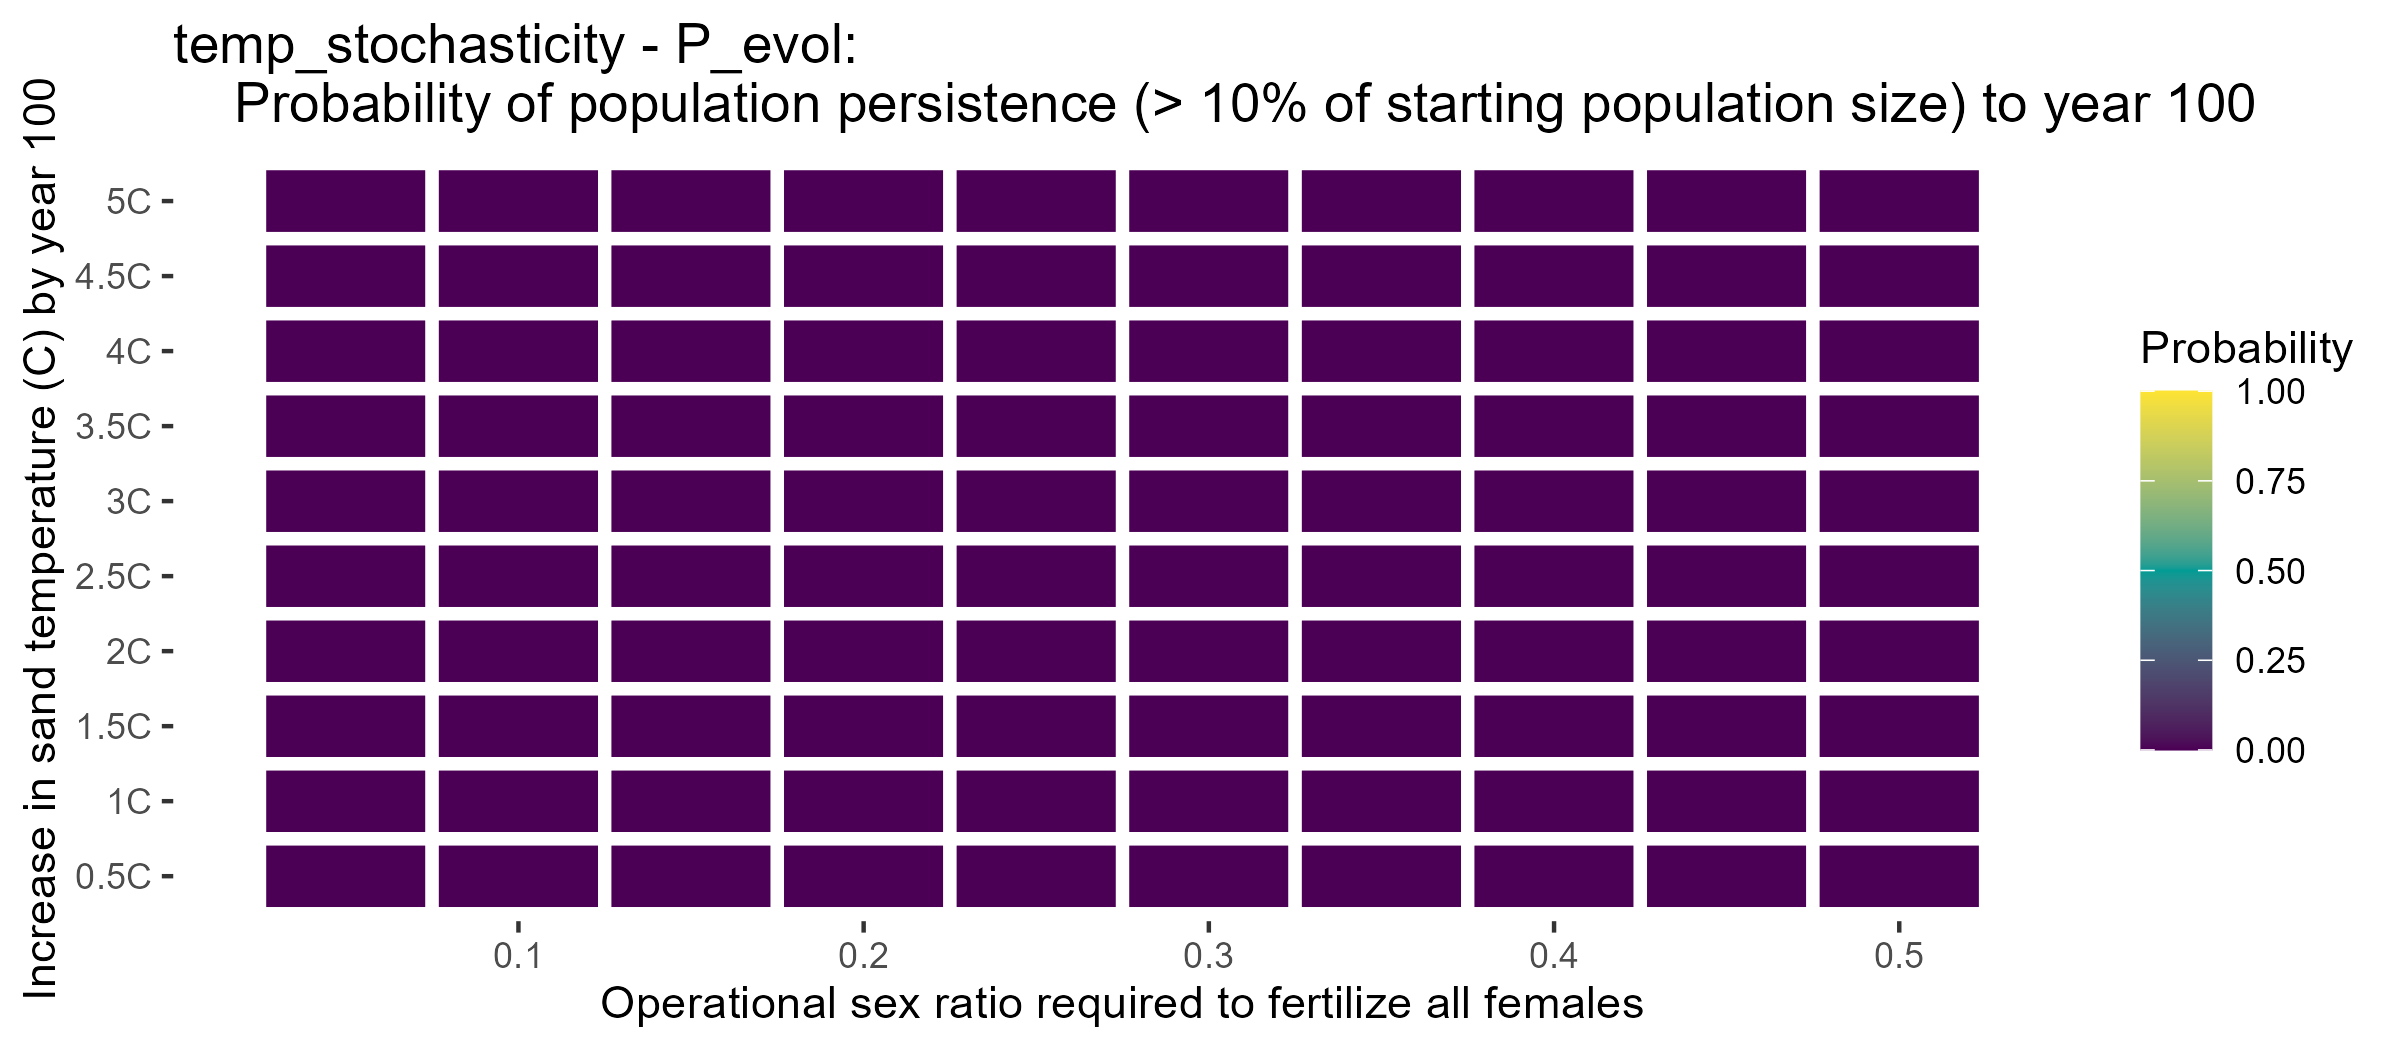 temp_stochasticity - P_evol:
Probability of population persistence (> 10% of starting population size) to year 100
Increase in sand temperature (C) by year 100
5C
4.5C
4C
3.5C
3C
2.5C
2C
1.5C
1C
0.5C
0.1 0.2 0.3 0.4 0.5
Operational sex ratio required to fertilize all females
Probability
1.00
0.75
0.50
0.25
0.00